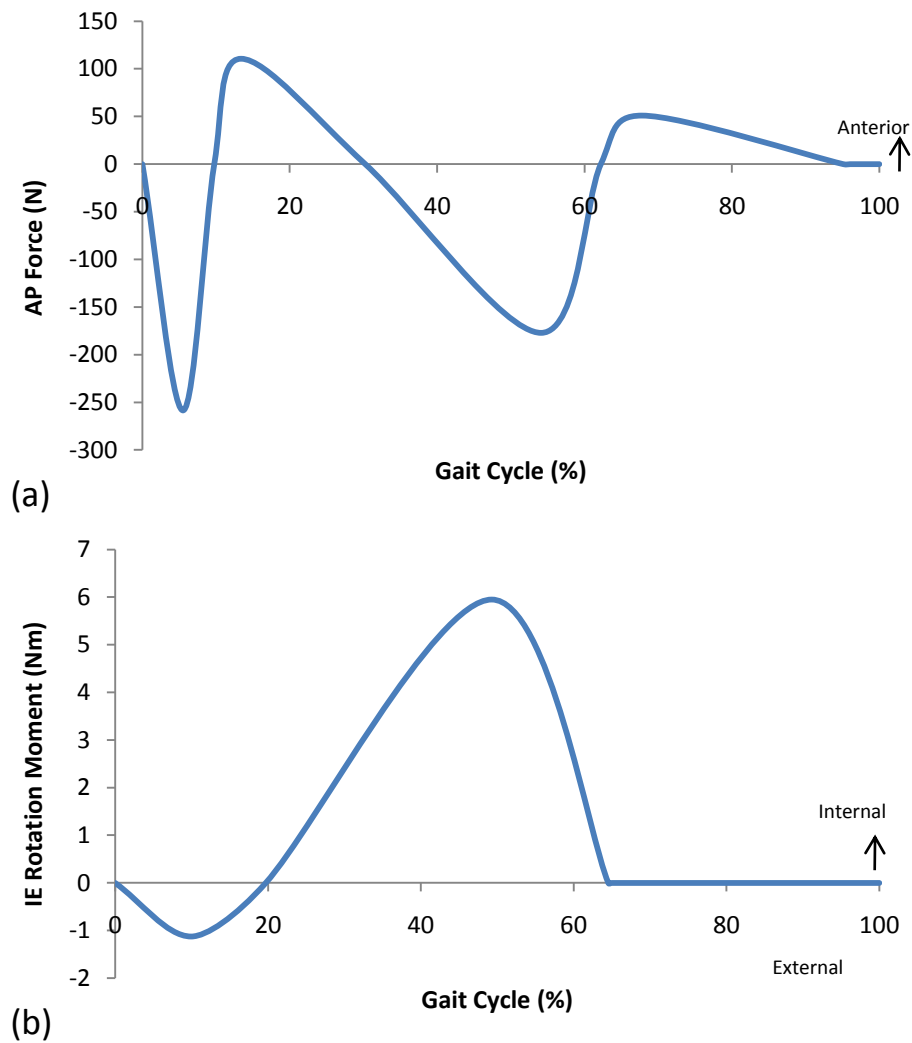 150
100
50
0
-50
-100
-150
-200
-250
-300
0 20 40 60 80 100
AP Force (N)
Anterior
Gait Cycle (%)
(a)
7
6
5
4
3
2
1
0
-1
-2
0 20 40 60 80 100
IE Rotation Moment (Nm)
Internal
External
Gait Cycle (%)
(b)